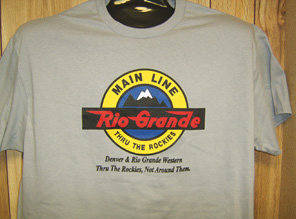 MAIN LINE
Rio Grande
THRU THE ROCKIES
Denver & Rio Grande Western
Thru The Rockies, Not Around Them.